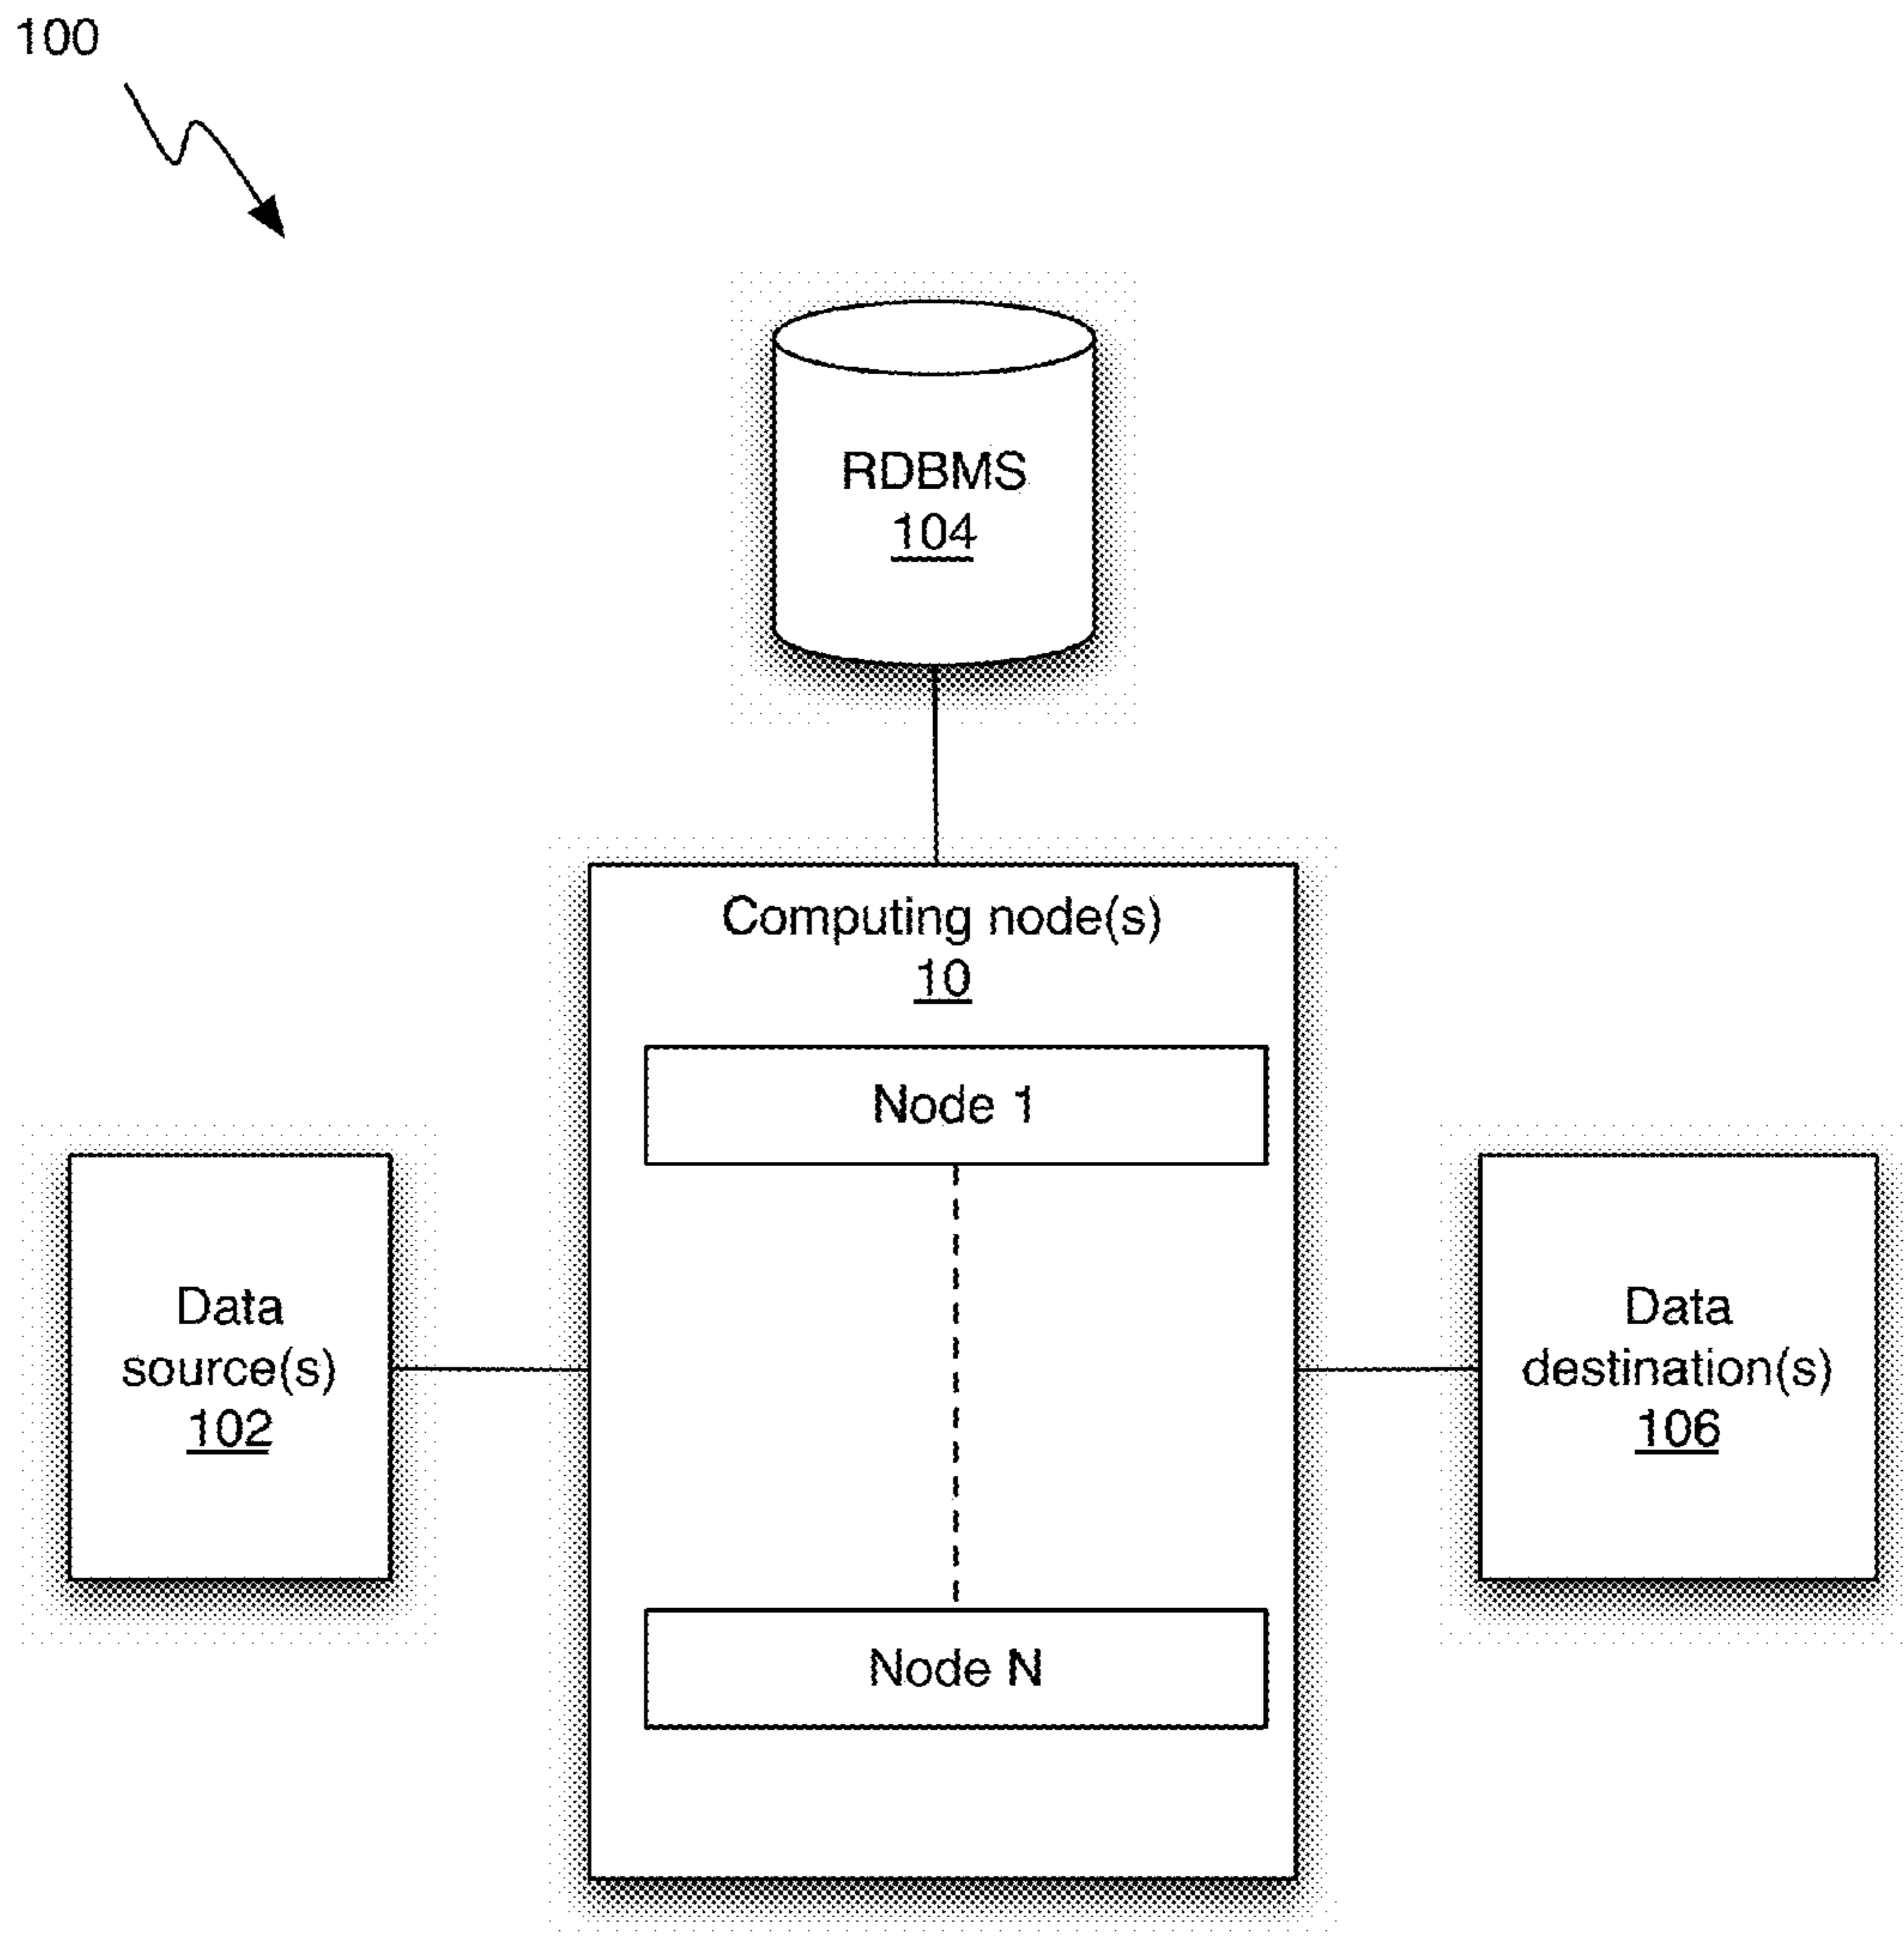 100
RDBMS
104
Computing node(s)
10
Node 1
Data
source(s)
102
Data
destination(s)
106
Node N